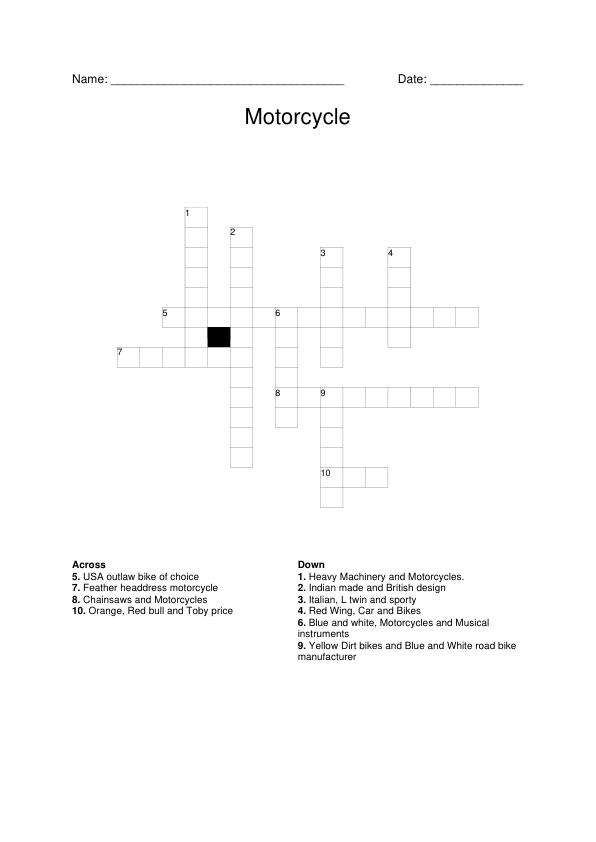 Name: ___________________________________ Date: ______________
Motorcycle
1
2
3 4
5 6
7
8 9
10
Across
5. USA outlaw bike of choice
7. Feather headdress motorcycle
8. Chainsaws and Motorcycles
10. Orange, Red bull and Toby price
Down
1. Heavy Machinery and Motorcycles.
2. Indian made and British design
3. Italian, L twin and sporty
4. Red Wing, Car and Bikes
6. Blue and white, Motorcycles and Musical
instruments
9. Yellow Dirt bikes and Blue and White road bike
manufacturer